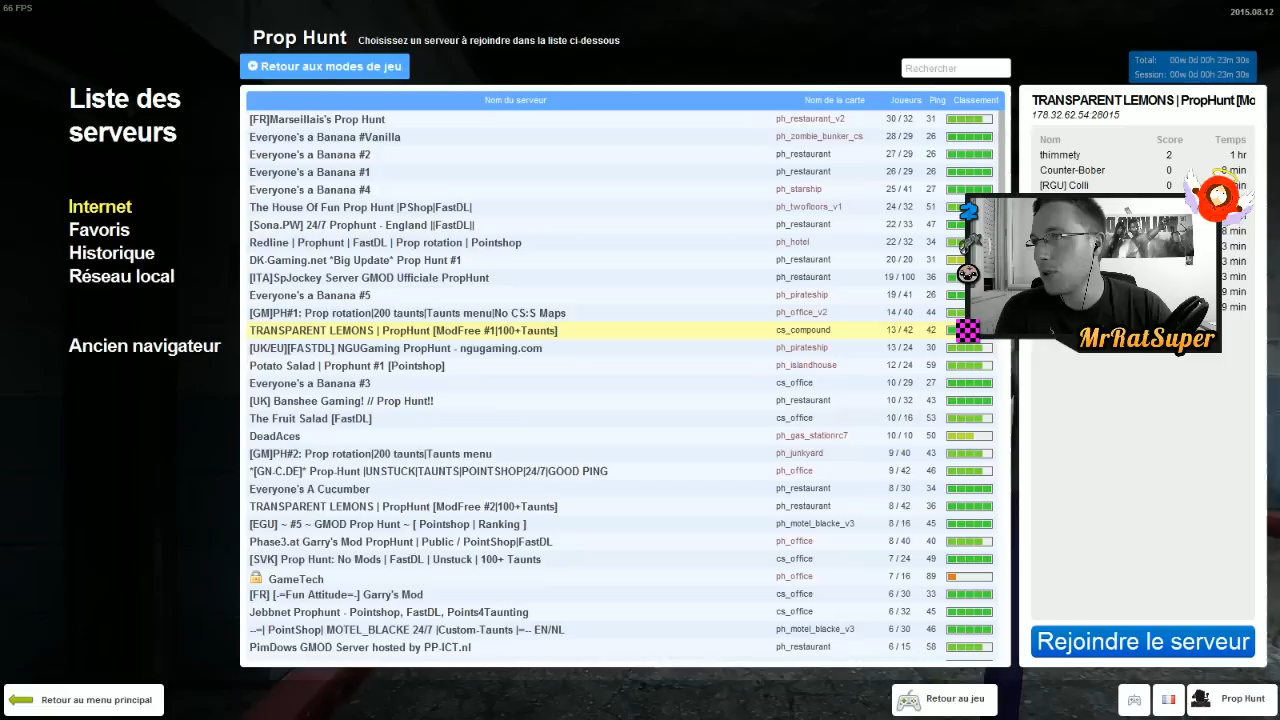 66 FPS
2015.08.12
Prop Hunt Choisissez un serveur à rejoindre dans la liste ci-dessous
Retour aux modes de jeu
Rechercher
Total: 00w 0d 00h 23m 30s
Session: 00w 0d 00h 23m 30s
Liste des
serveurs
Internet
Favoris
Historique
Réseau local
Ancien navigateur
Nom du serveur Nom de la carte Joueurs Ping Classement
[FR]Marseillais's Prop Hunt ph_restaurant_v2 30 / 32 31
Everyone's a Banana #Vanilla ph_zombie_bunker_cs 28 / 29 26
Everyone's a Banana #2 ph_restaurant 27 / 29 26
Everyone's a Banana #1 ph_restaurant 26 / 29 26
Everyone's a Banana #4 ph_starship 25 / 41 27
The House Of Fun Prop Hunt |PShop|FastDL| ph_twofloors_v1 24 / 32 51
[Sona.PW] 24/7 Prophunt - England ||FastDL|| ph_restaurant 22 / 33 47
Redline | Prophunt | FastDL | Prop rotation | Pointshop ph_hotel 22 / 32 34
DK-Gaming.net *Big Update* Prop Hunt #1 ph_restaurant 20 / 20 31
[ITA]SpJockey Server GMOD Ufficiale PropHunt ph_restaurant 19 / 100 36
Everyone's a Banana #5 ph_pirateship 19 / 41 26
[GM]PH#1: Prop rotation|200 taunts|Taunts menu|No CS:S Maps ph_office_v2 14 / 40 44
TRANSPARENT LEMONS | PropHunt [ModFree #1|100+Taunts] cs_compound 13 / 42 42
[EU][FASTDL] NGUGaming PropHunt - ngugaming.com ph_pirateship 13 / 24 30
Potato Salad | Prophunt #1 [Pointshop] ph_islandhouse 12 / 24 59
Everyone's a Banana #3 cs_office 10 / 29 27
[UK] Banshee Gaming! // Prop Hunt!! ph_restaurant 10 / 32 43
The Fruit Salad [FastDL] cs_office 10 / 16 53
DeadAces ph_gas_stationrc7 10 / 10 50
[GM]PH#2: Prop rotation|200 taunts|Taunts menu ph_junkyard 9 / 40 43
*[GN-C.DE]* Prop-Hunt |UNSTUCK|TAUNTS|POINTSHOP|24/7|GOOD PING ph_office 9 / 42 46
Everyone's A Cucumber ph_restaurant 8 / 30 34
TRANSPARENT LEMONS | PropHunt [ModFree #2|100+Taunts] ph_restaurant 8 / 42 36
[EGU] ~ #5 ~ GMOD Prop Hunt ~ [ Pointshop | Ranking ] ph_motel_blacke_v3 8 / 16 45
Phase3.at Garry's Mod PropHunt | Public / PointShop|FastDL ph_office 8 / 40 40
[SVK] Prop Hunt: No Mods | FastDL | Unstuck | 100+ Taunts cs_office 7 / 24 49
GameTech ph_office 7 / 16 89
[FR] [-=Fun Attitude=-] Garry's Mod cs_office 6 / 30 33
Jebbnet Prophunt - Pointshop, FastDL, Points4Taunting cs_office 6 / 32 45
--=| |PointShop| MOTEL_BLACKE 24/7 |Custom-Taunts |=-- EN/NL ph_motel_blacke_v3 6 / 30 46
PimDows GMOD Server hosted by PP-ICT.nl ph_restaurant 6 / 15 58
TRANSPARENT LEMONS | PropHunt [Mo
178.32.62.54:28015
Nom Score Temps
thimmety 2 1 hr
Counter-Bober 0 min
[RGU] Colli 0
min
3 min
3 min
3 min
9 min
2
MrRatSuper
Rejoindre le serveur
Retour au menu principal
Retour au jeu
Prop Hunt